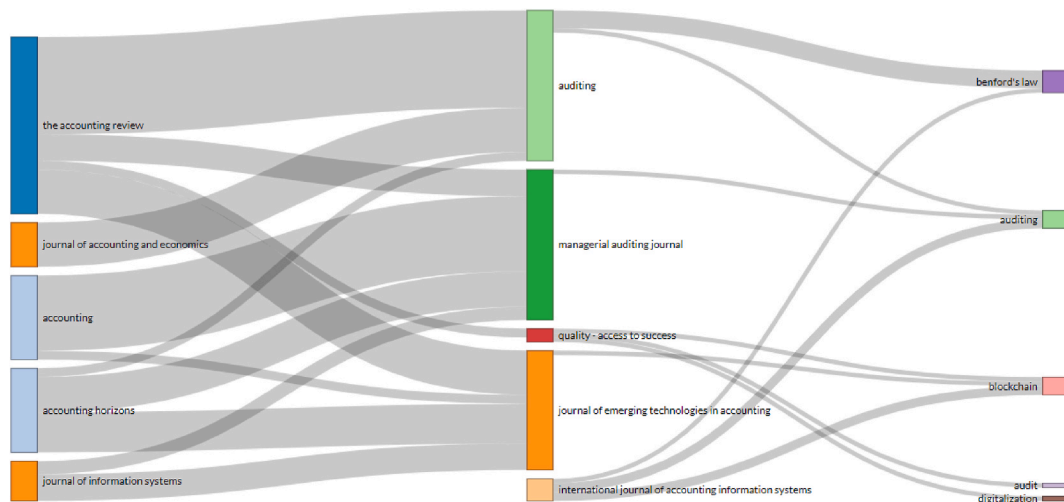 the accounting review
journal of accounting and economics
accounting
accounting horizons
journal of information systems
auditing
managerial auditing journal
quality - access to success
journal of emerging technologies in accounting
international journal of accounting information systems
benford's law
auditing
blockchain
audit
digitalization